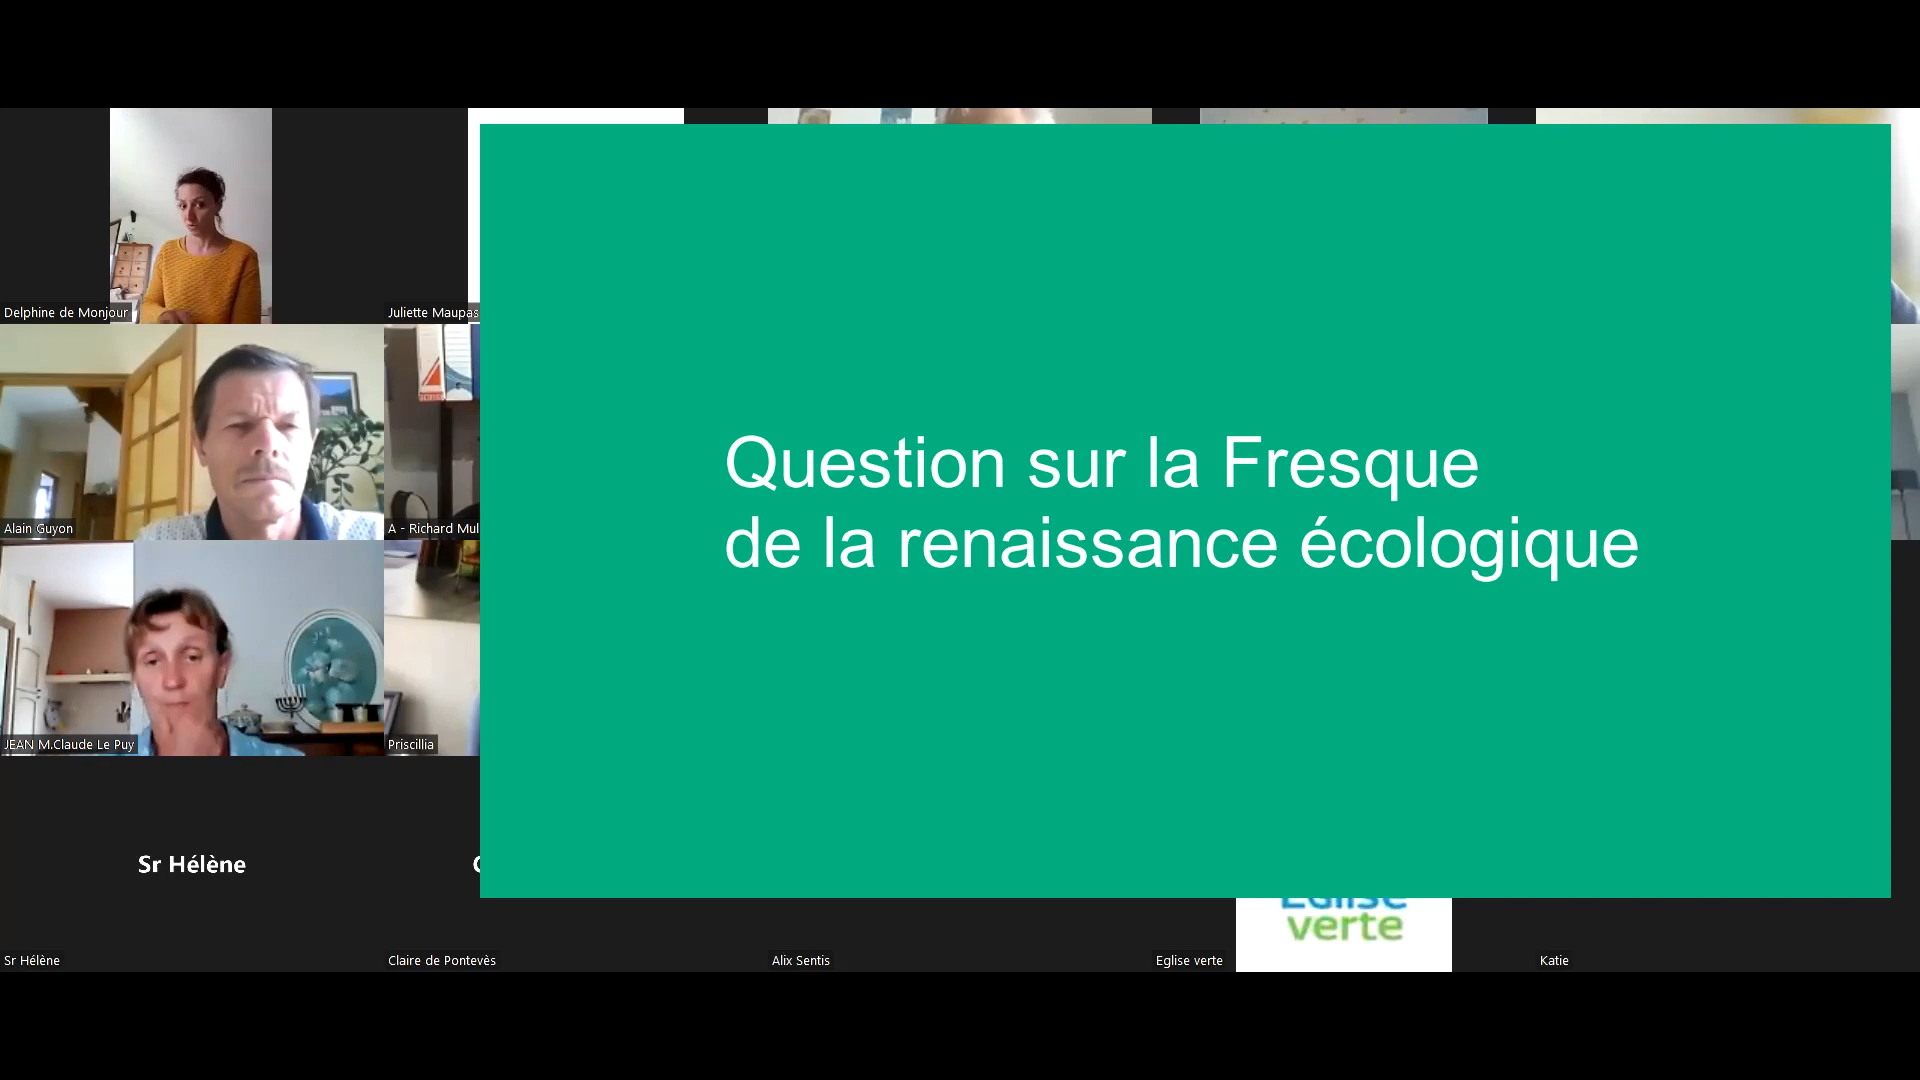 Delphine de Monjour
Juliette Maupas
Question sur la Fresque
de la renaissance écologique
Alain Guyon
A - Richard Mul
JEAN M.Claude Le Puy
Priscillia
Sr Hélène
Eglise
verte
Sr Hélène
Claire de Pontevès
Alix Sentis
Eglise verte
Katie